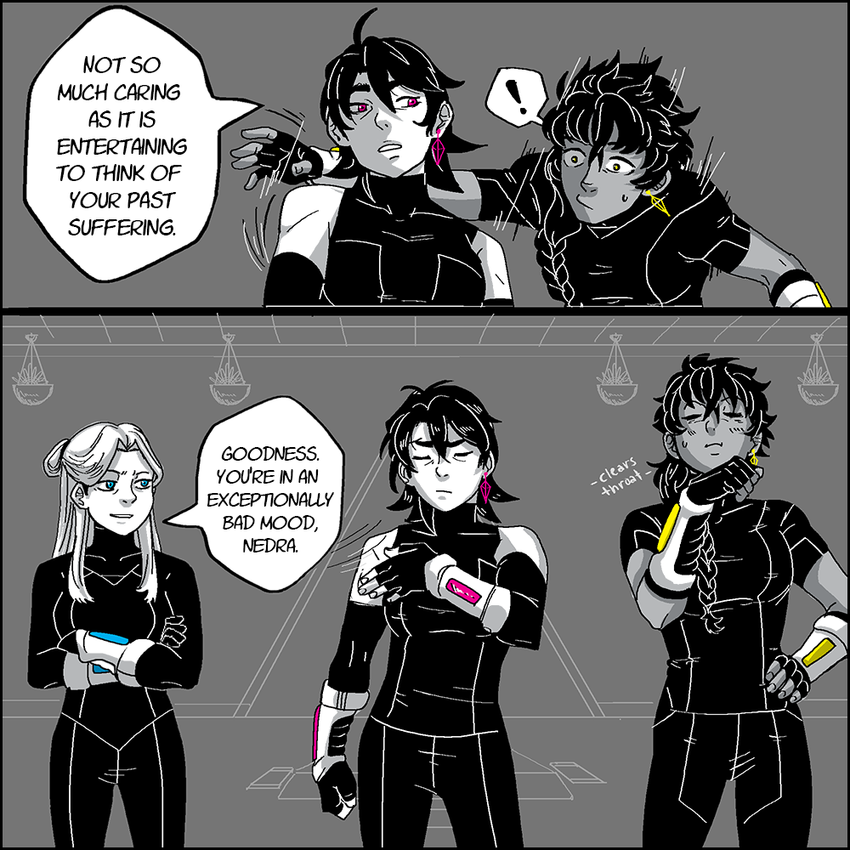 NOT SO
MUCH CARING
AS IT IS
ENTERTAINING
TO THINK OF
YOUR PAST
SUFFERING.
!
GOODNESS.
YOU'RE IN AN
EXCEPTIONALLY
BAD MOOD,
NEDRA.
-clears
throat-